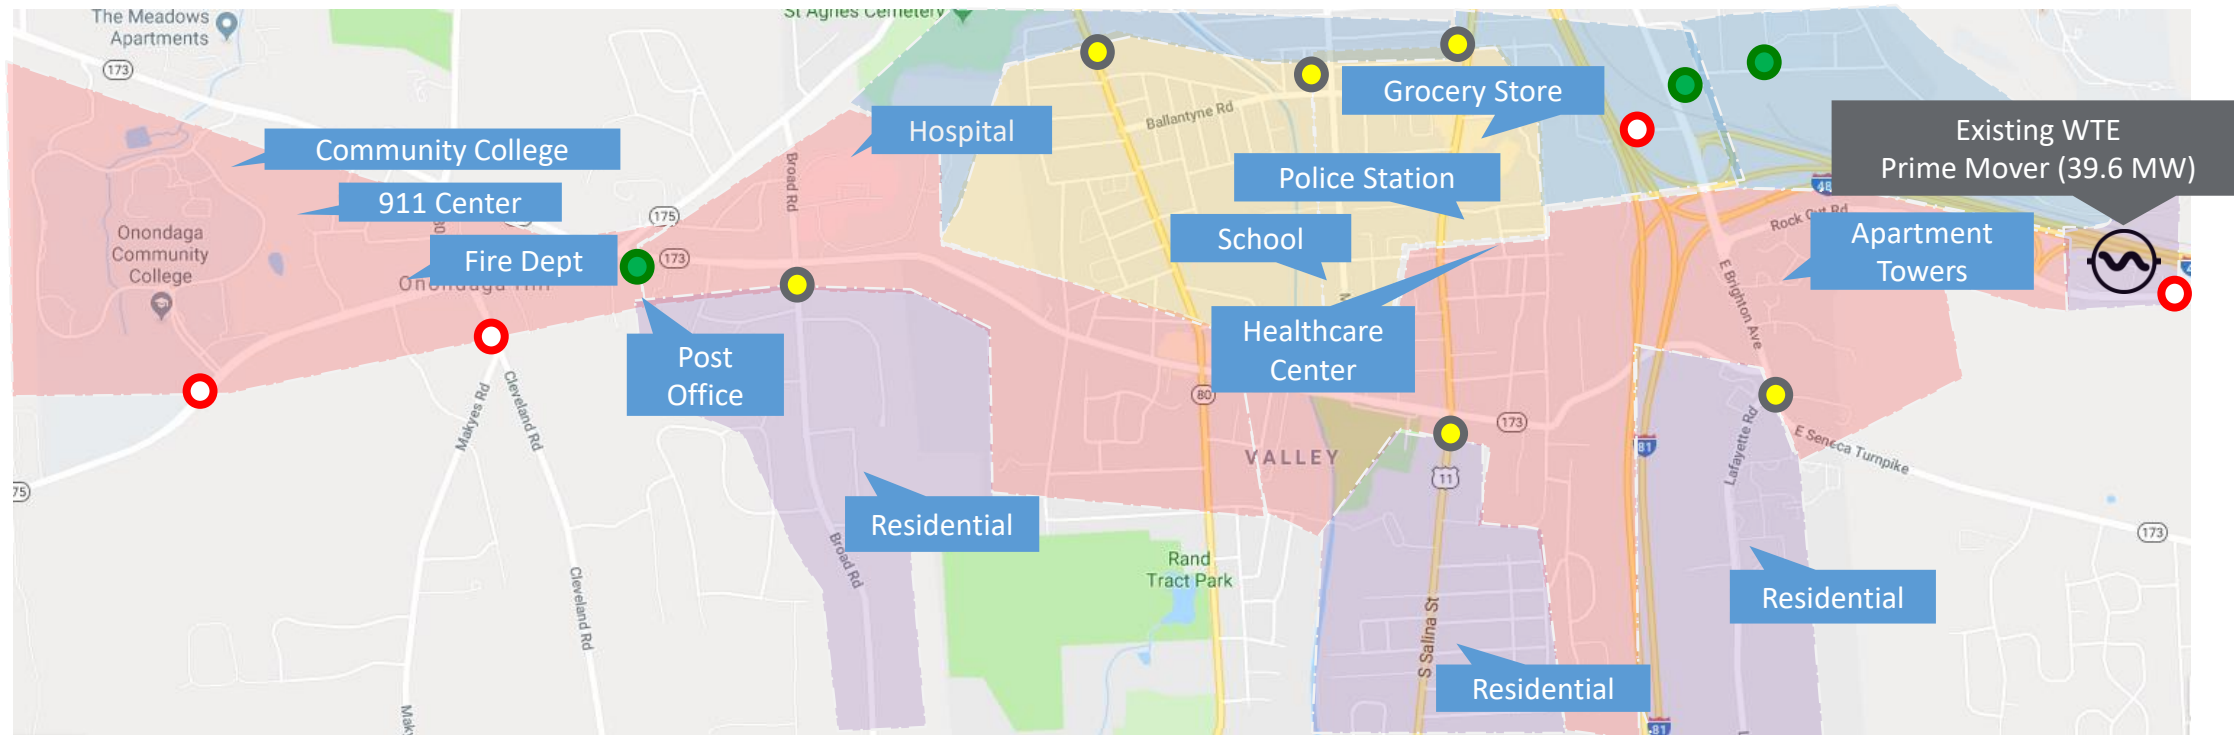 The Meadows
Apartments
St Agnes Cemetery
173
Grocery Store
Ballantyne Rd
Hospital
Community College
Existing WTE
Prime Mover (39.6 MW)
Police Station
Broad Rd
911 Center
175
School
Rock Cut Rd
Apartment
Towers
Onondaga
Community
College
Fire Dept
173
E Brighton Ave
Healthcare
Center
Post
Office
80
173
Makyes Rd
Cleveland Rd
Lafayette Rd
E Seneca Turnpike
81
VALLEY
11
75
Residential
173
Broad Rd
Rand
Tract Park
Cleveland Rd
Residential
S Salina St
Residential
81